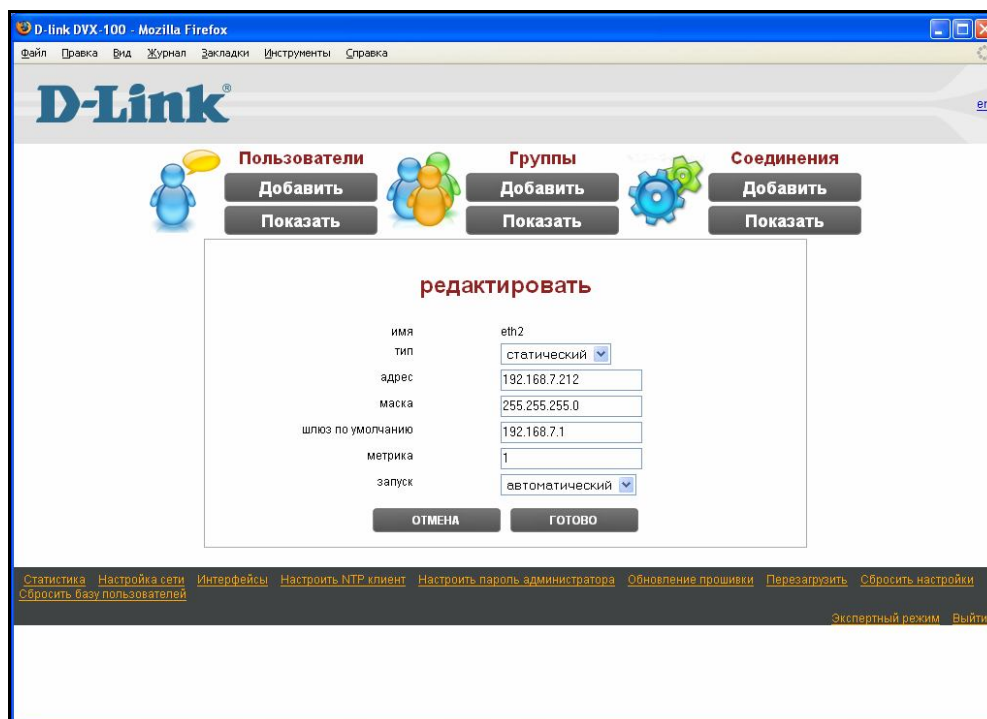 D-link DVX-100 - Mozilla Firefox
Файл Правка Вид Журнал Закладки Инструменты Справка
D-Link®
en
Пользователи Группы Соединения
Добавить Добавить Добавить
Показать Показать Показать
редактировать
имя eth2
тип статический
адрес 192.168.7.212
маска 255.255.255.0
шлюз по умолчанию 192.168.7.1
метрика 1
запуск автоматический
ОТМЕНА ГОТОВО
Статистика Настройка сети Интерфейсы Настроить NTP клиент Настроить пароль администратора Обновление прошивки Перезагрузить Сбросить настройки
Сбросить базу пользователей
Экспертный режим Выйти